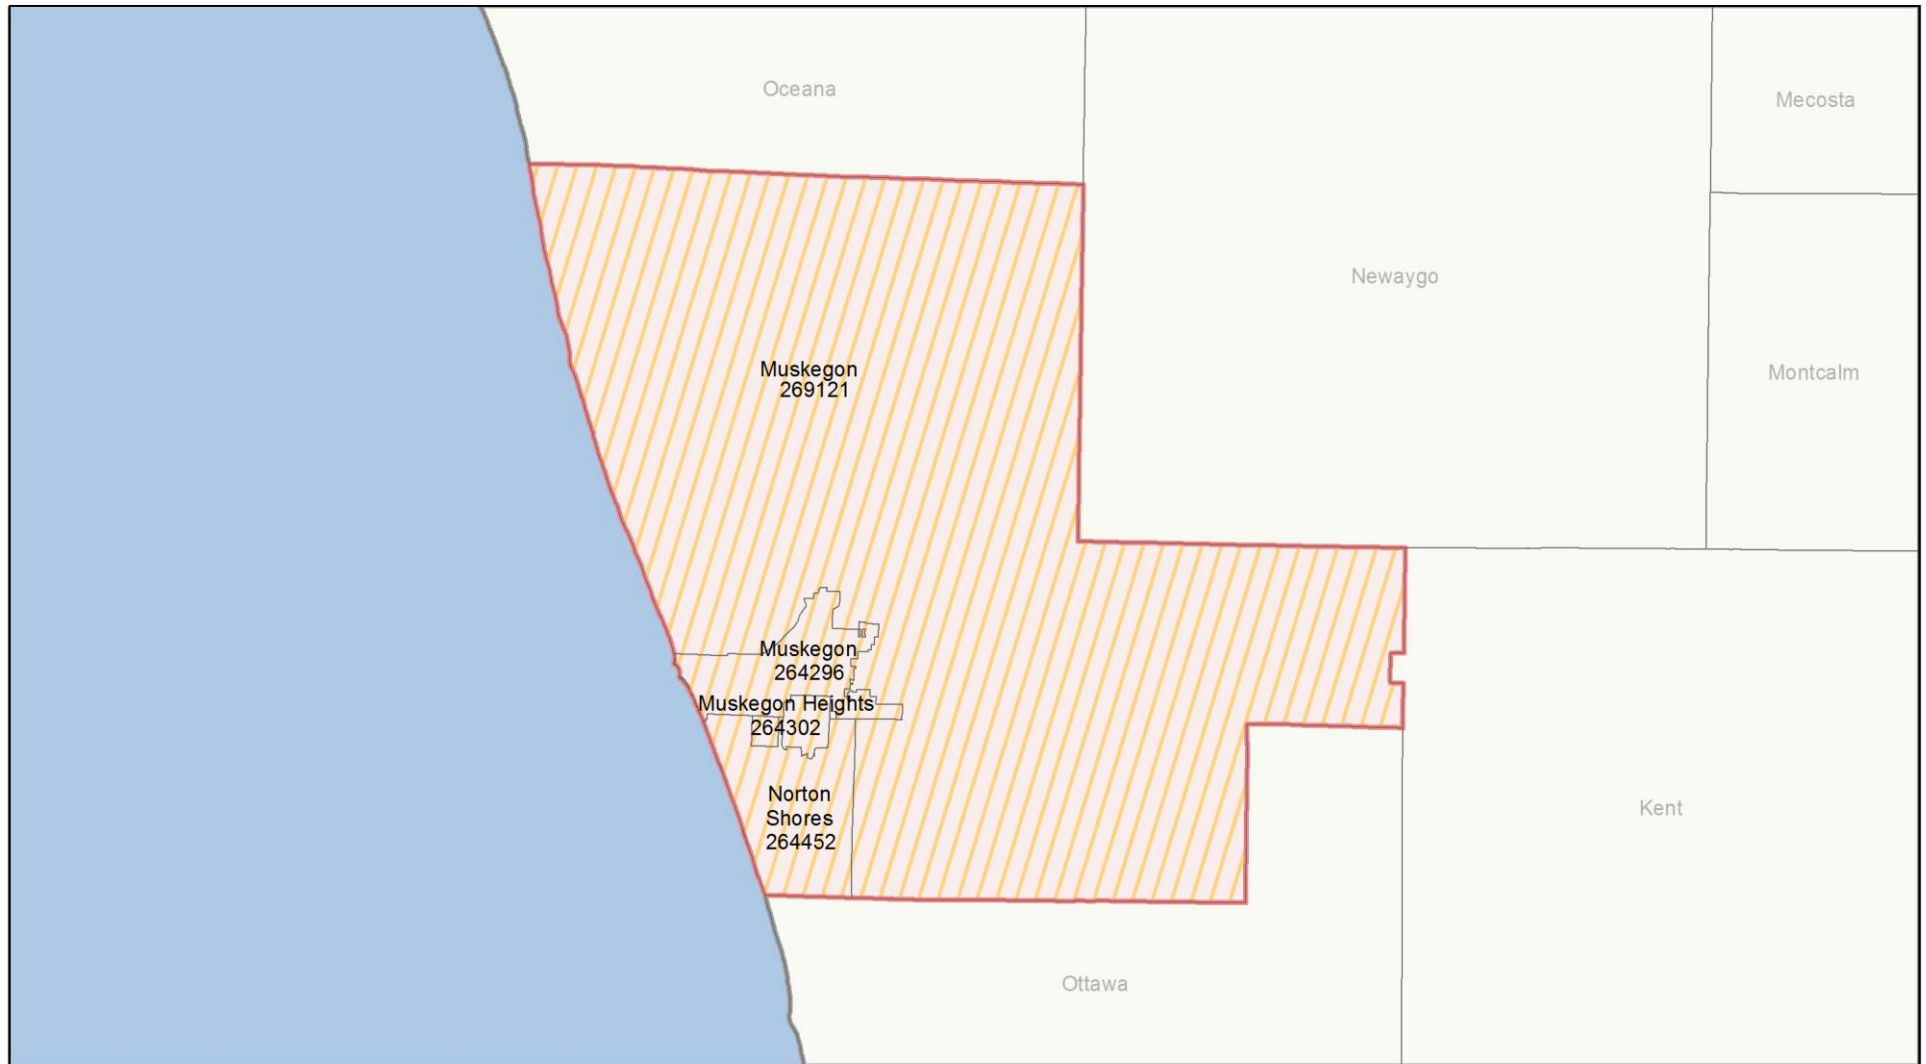 Oceana
Mecosta
Newaygo
Muskegon
269121
Montcalm
Muskegon
264296
Muskegon Heights
264302
Norton
Shores
264452
Kent
Ottawa